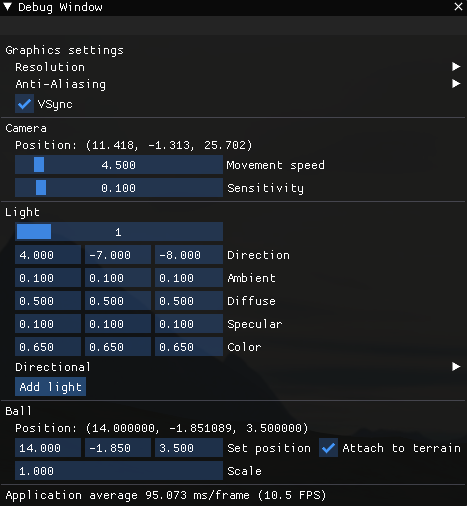 Debug Window
Graphics settings
Resolution
Anti-Aliasing
VSync
Camera
Position: (11.418, -1.313, 25.702)
4.500 Movement speed
0.100 Sensitivity
Light
1
4.000 -7.000 -8.000 Direction
0.100 0.100 0.100 Ambient
0.500 0.500 0.500 Diffuse
0.100 0.100 0.100 Specular
0.650 0.650 0.650 Color
Directional
Add light
Ball
Position: (14.000000, -1.851089, 3.500000)
14.000 -1.850 3.500 Set position Attach to terrain
1.000 Scale
Application average 95.073 ms/frame (10.5 FPS)